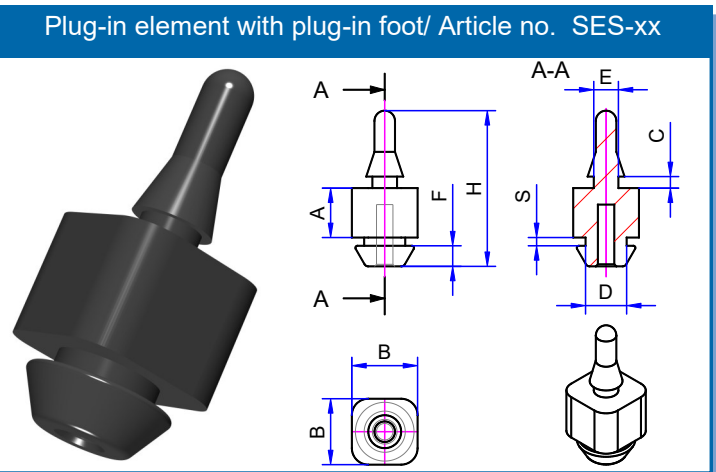 Plug-in element with plug-in foot/ Article no. SES-xx
A
A
A
F
H
A-A
E
C
S
D
B
B